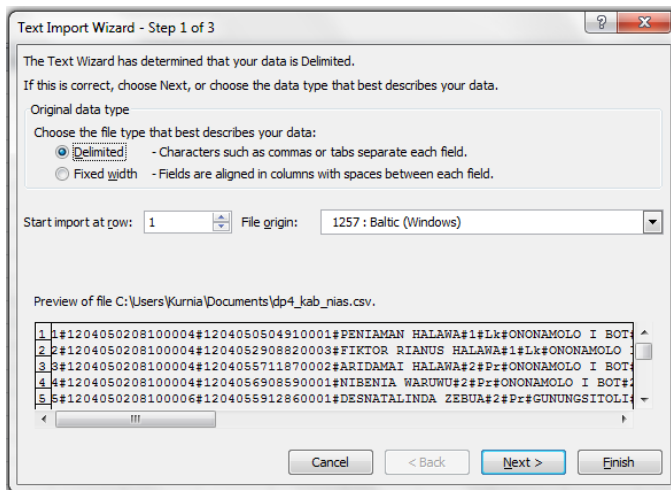 Text Import Wizard - Step 1 of 3
The Text Wizard has determined that your data is Delimited.
If this is correct, choose Next, or choose the data type that best describes your data.
Original data type
Choose the file type that best describes your data:
Delimited - Characters such as commas or tabs separate each field.
Fixed width - Fields are aligned in columns with spaces between each field.
Start import at row: 1 File origin: 1257 : Baltic (Windows)
Preview of file C:\Users\Kurnia\Documents\dp4_kab_nias.csv.
1 1#1204050208100004#1204050504910001#PENIAMAN HALAWA#1#Lk#ONONAMOLO I BOT#
2 2#1204050208100004#1204052908820003#FIKTOR RIANUS HALAWA#1#Lk#ONONAMOLO I
3 3#1204050208100004#1204055711870002#ARIDAMAI HALAWA#2#Pr#ONONAMOLO I BOT#
4 4#1204050208100004#1204056908590001#NIBENIA WARUWU#2#Pr#ONONAMOLO I BOT#2
5 5#1204050208100006#1204055912860001#DESNATALINDA ZEBUA#2#Pr#GUNUNGSITOLI#
Cancel < Back Next > Finish